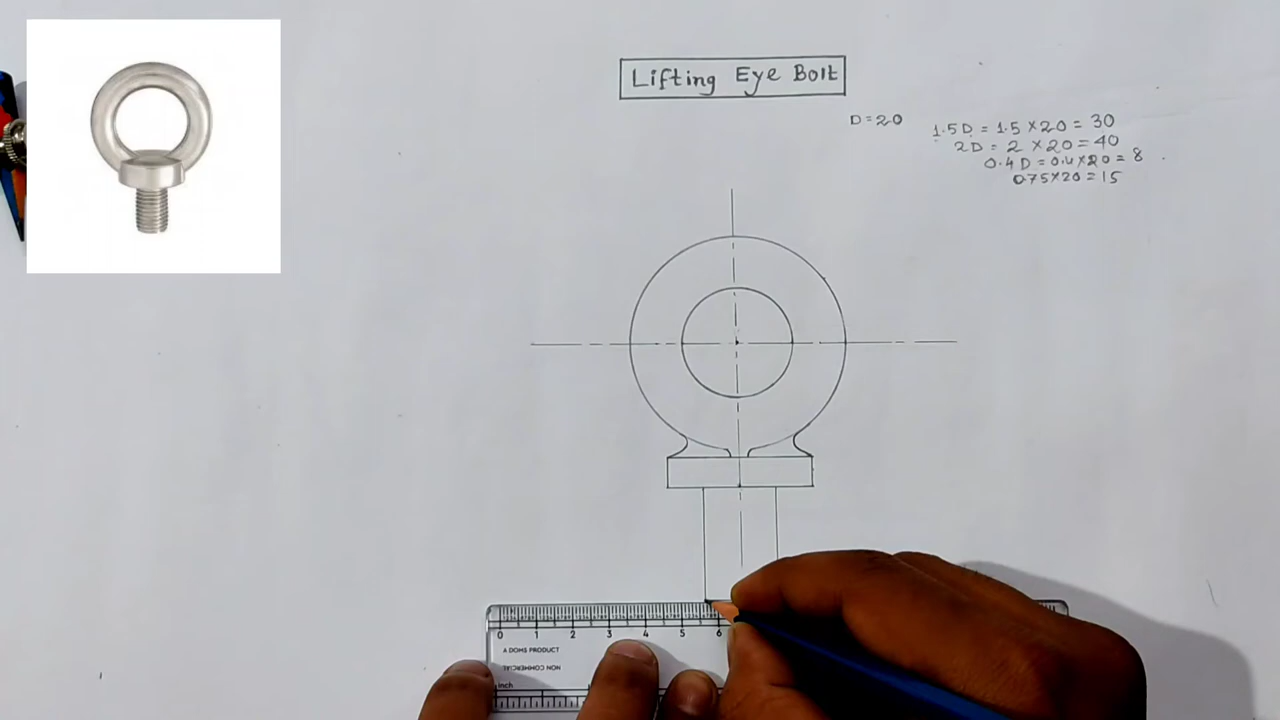 Lifting Eye Bolt
D = 20
1.5D = 1.5 × 20 = 30
2D = 2 × 20 = 40
0.4D = 0.4 × 20 = 8
0.75 × 20 = 15
0 1 2 3 4 5 6
A DOMS PRODUCT
NON COMMERCIAL
inch